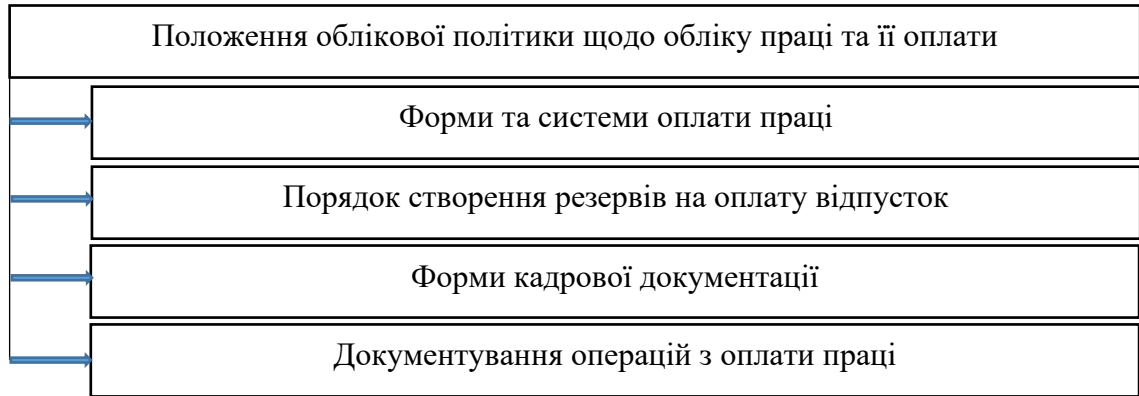 Положення облікової політики щодо обліку праці та її оплати
Форми та системи оплати праці
Порядок створення резервів на оплату відпусток
Форми кадрової документації
Документування операцій з оплати праці